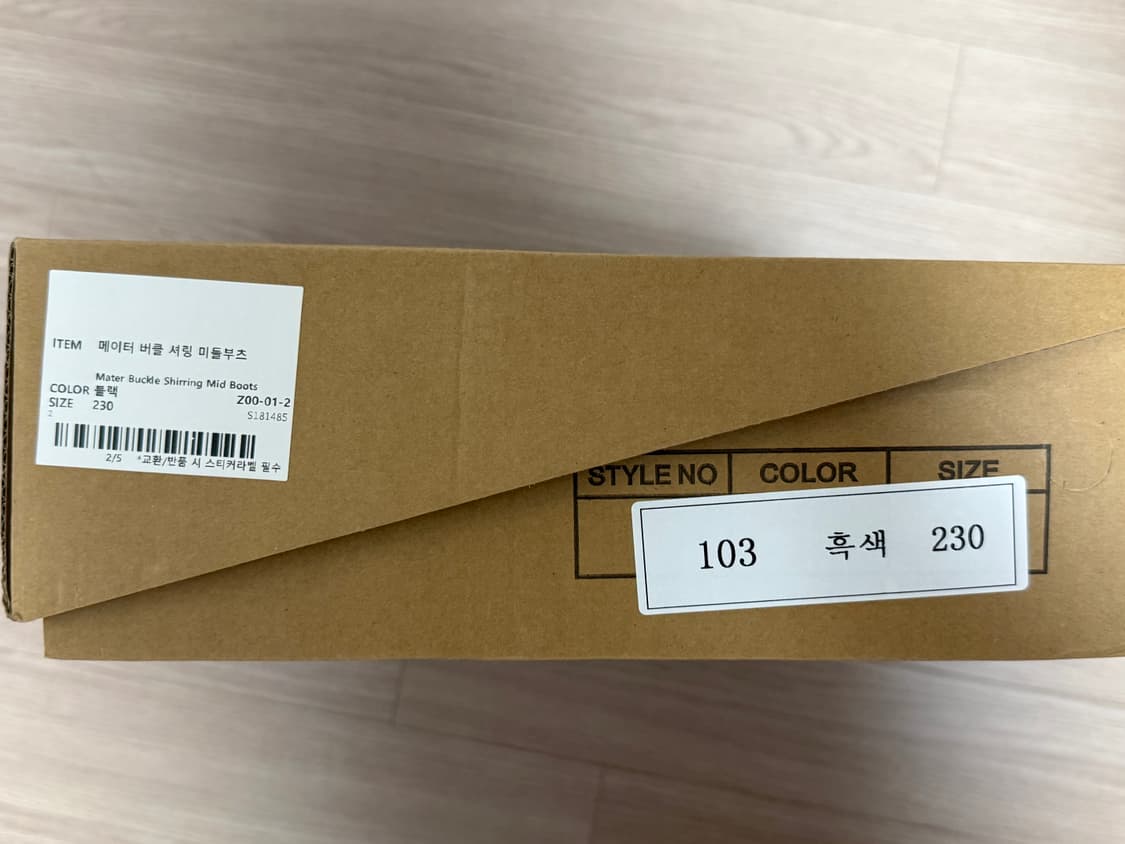 ITEM 메이터 버클 셔링 미들부츠
Mater Buckle Shirring Mid Boots
COLOR 블랙
Z00-01-2
SIZE 230
S181485
2
2/5 *교환/반품 시 스티커라벨 필수
STYLE NO COLOR SIZE
103 흑색 230